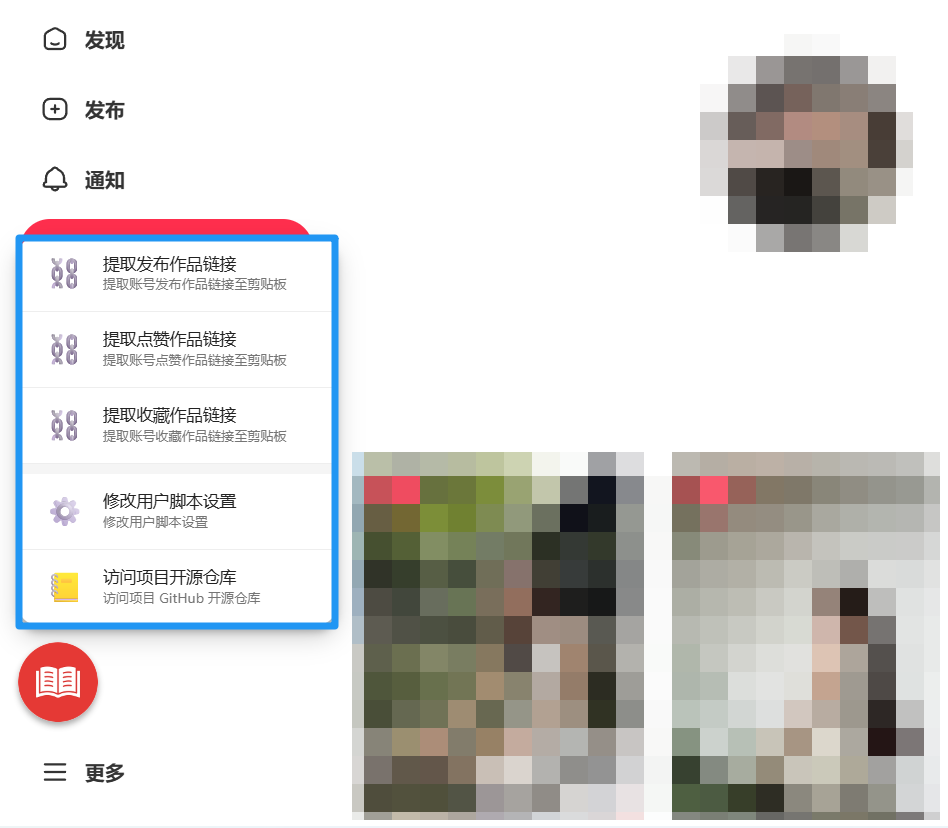 发现
发布
通知
提取发布作品链接
提取账号发布作品链接至剪贴板
提取点赞作品链接
提取账号点赞作品链接至剪贴板
提取收藏作品链接
提取账号收藏作品链接至剪贴板
修改用户脚本设置
修改用户脚本设置
访问项目开源仓库
访问项目 GitHub 开源仓库
更多